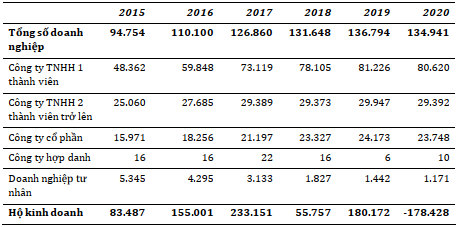 2015 2016 2017 2018 2019 2020
Tổng số doanh
nghiệp 94.754 110.100 126.860 131.648 136.794 134.941
Công ty TNHH 1
thành viên 48.362 59.848 73.119 78.105 81.226 80.620
Công ty TNHH 2
thành viên trở lên 25.060 27.685 29.389 29.373 29.947 29.392
Công ty cổ phần 15.971 18.256 21.197 23.327 24.173 23.748
Công ty hợp danh 16 16 22 16 6 10
Doanh nghiệp tư
nhân 5.345 4.295 3.133 1.827 1.442 1.171
Hộ kinh doanh 83.487 155.001 233.151 55.757 180.172 -178.428